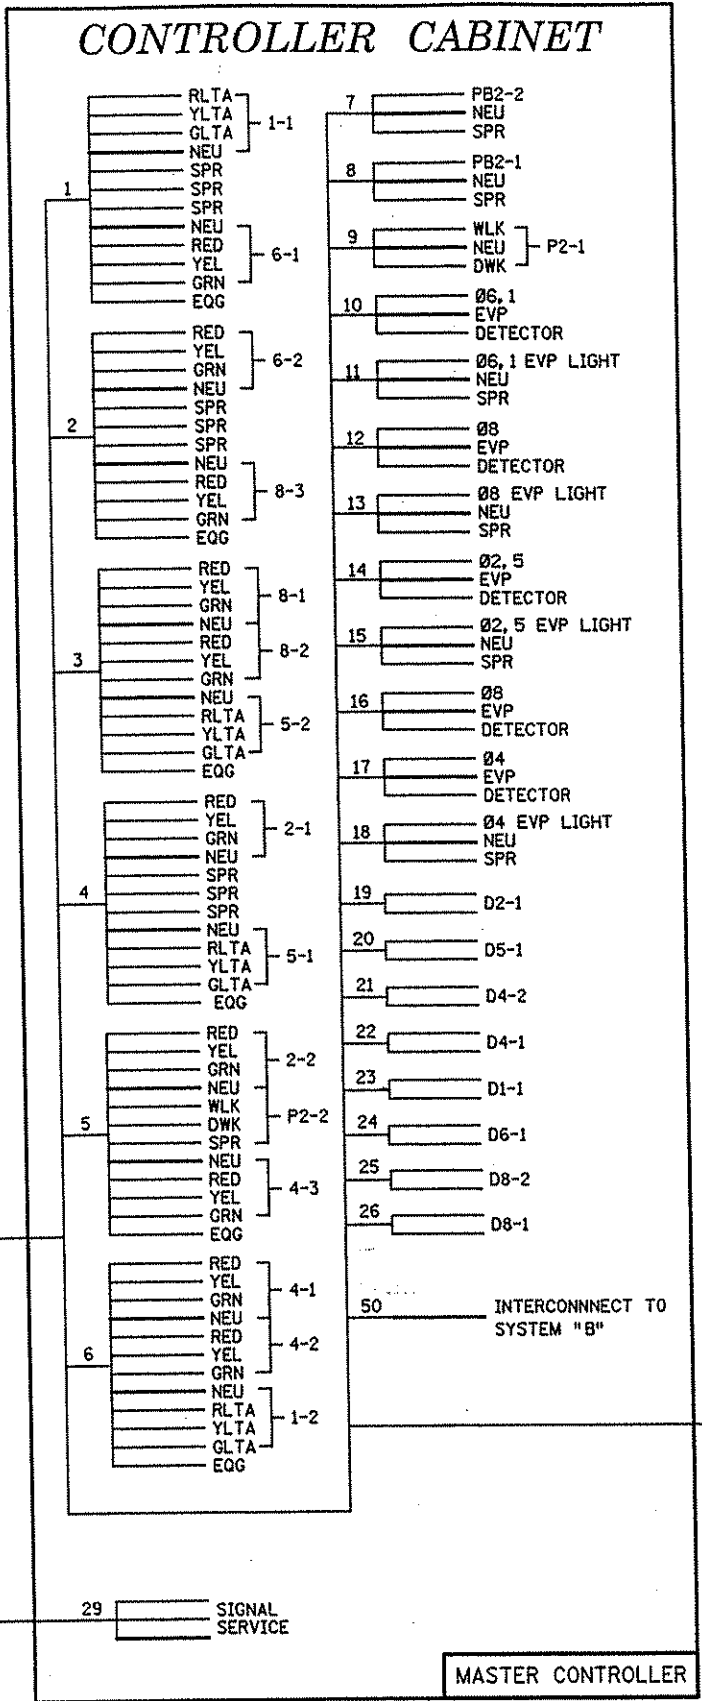 CONTROLLER CABINET
1
RLTA
YLTA
GLTA
NEU
1-1
SPR
SPR
SPR
NEU
RED
YEL
GRN
6-1
EQG
2
RED
YEL
GRN
NEU
6-2
SPR
SPR
SPR
NEU
RED
YEL
GRN
8-3
EQG
3
RED
YEL
GRN
8-1
NEU
RED
YEL
GRN
8-2
NEU
RLTA
YLTA
GLTA
5-2
EQG
4
RED
YEL
GRN
NEU
2-1
SPR
SPR
SPR
NEU
RLTA
YLTA
GLTA
5-1
EQG
5
RED
YEL
GRN
2-2
NEU
WLK
DWK
SPR
P2-2
NEU
RED
YEL
GRN
4-3
EQG
6
RED
YEL
GRN
4-1
NEU
RED
YEL
GRN
4-2
NEU
RLTA
YLTA
GLTA
1-2
EQG
7
PB2-2
NEU
SPR
8
PB2-1
NEU
SPR
9
WLK
NEU
DWK
P2-1
10
Ø6,1
EVP
DETECTOR
11
Ø6,1 EVP LIGHT
NEU
SPR
12
Ø8
EVP
DETECTOR
13
Ø8 EVP LIGHT
NEU
SPR
14
Ø2,5
EVP
DETECTOR
15
Ø2,5 EVP LIGHT
NEU
SPR
16
Ø8
EVP
DETECTOR
17
Ø4
EVP
DETECTOR
18
Ø4 EVP LIGHT
NEU
SPR
19 D2-1
20 D5-1
21 D4-2
22 D4-1
23 D1-1
24 D6-1
25 D8-2
26 D8-1
50 INTERCONNNECT TO
SYSTEM "B"
29 SIGNAL
SERVICE
MASTER CONTROLLER